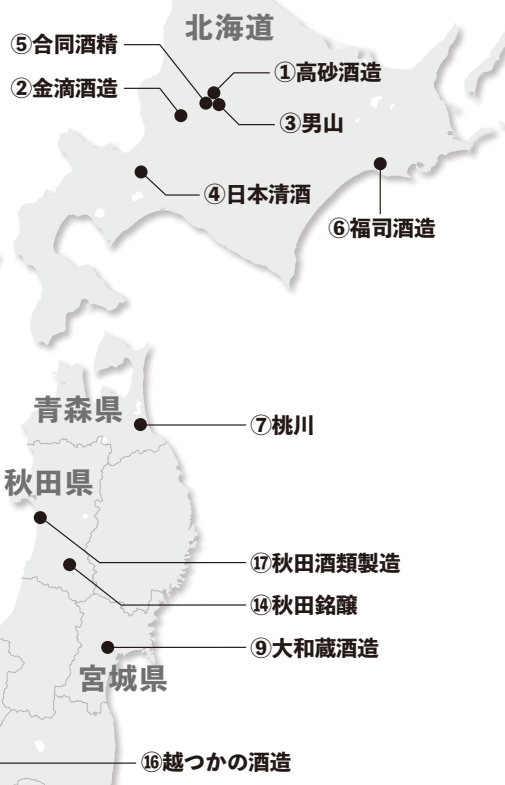 北海道
⑤合同酒精
①高砂酒造
②金滴酒造
③男山
④日本清酒
⑥福司酒造
青森県
⑦桃川
秋田県
⑰秋田酒類製造
⑭秋田銘醸
⑨大和蔵酒造
宮城県
⑯越つかの酒造